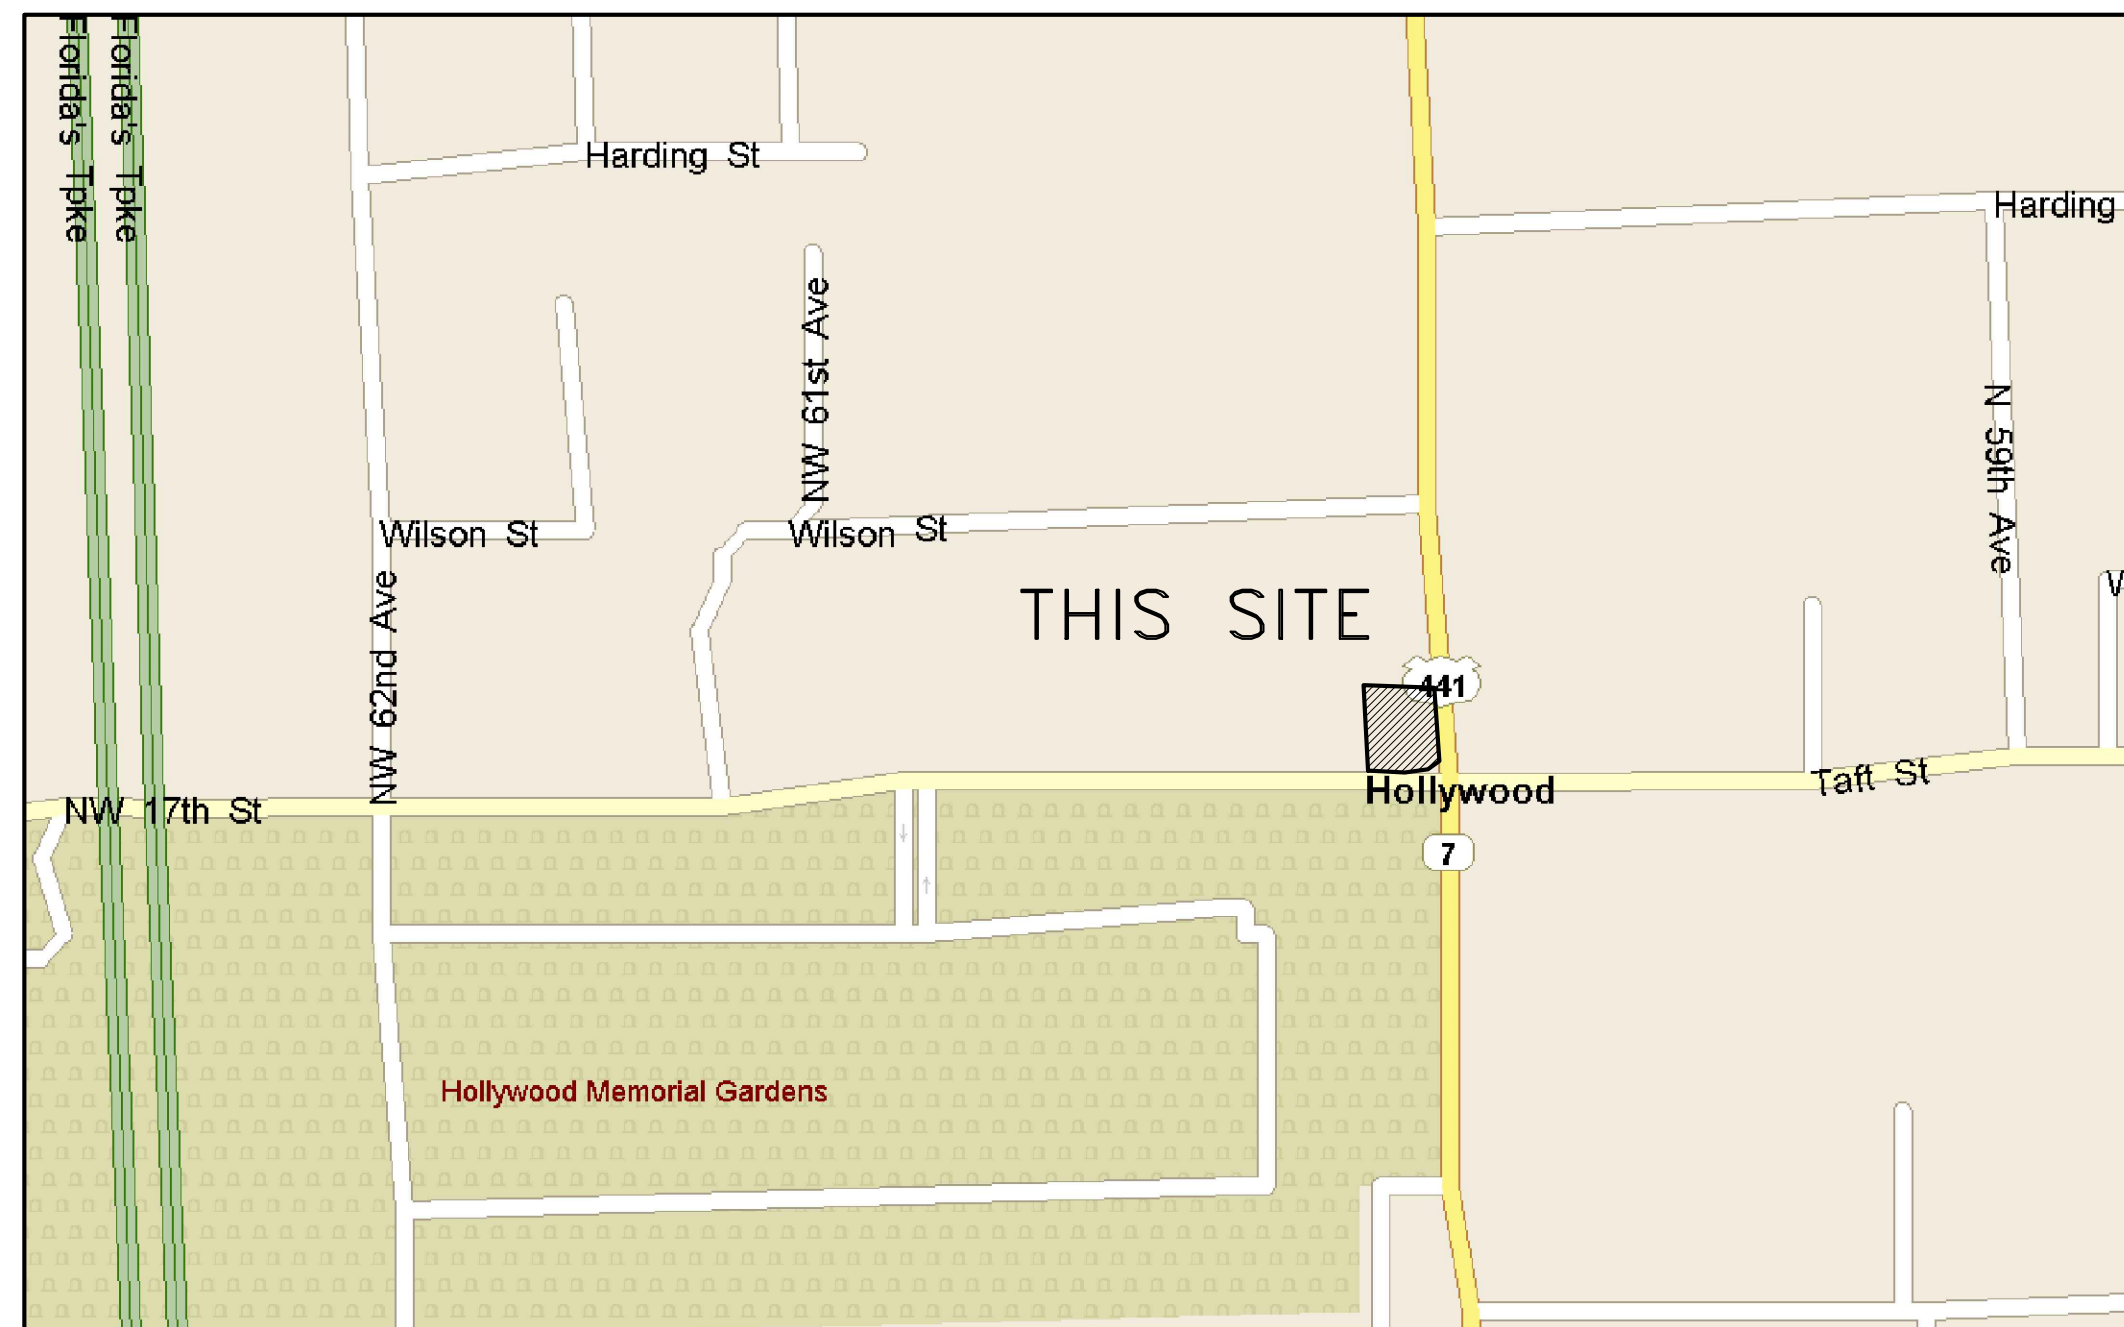 Florida's Tpke
Florida's Tpke
Harding St
Harding
NW 61st Ave
N 59th Ave
Wilson St
Wilson St
NW 62nd Ave
THIS SITE
441
Hollywood
Taft St
NW 17th St
7
Hollywood Memorial Gardens